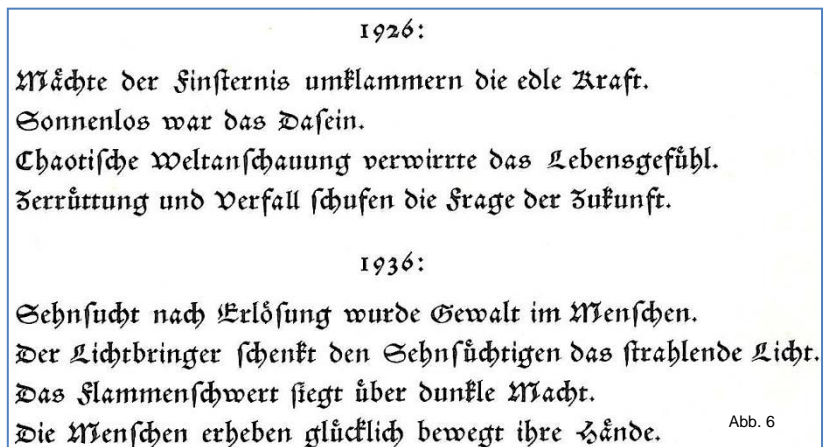 1926:
Mächte der Finsternis umklammern die edle Kraft.
Sonnenlos war das Dasein.
Chaotische Weltanschauung verwirrte das Lebensgefühl.
Zerrüttung und Verfall schufen die Frage der Zukunft.
1936:
Sehnsucht nach Erlösung wurde Gewalt im Menschen.
Der Lichtbringer schenkt den Sehnsüchtigen das strahlende Licht.
Das Flammenschwert siegt über dunkle Macht.
Die Menschen erheben glücklich bewegt ihre Hände.
Abb. 6